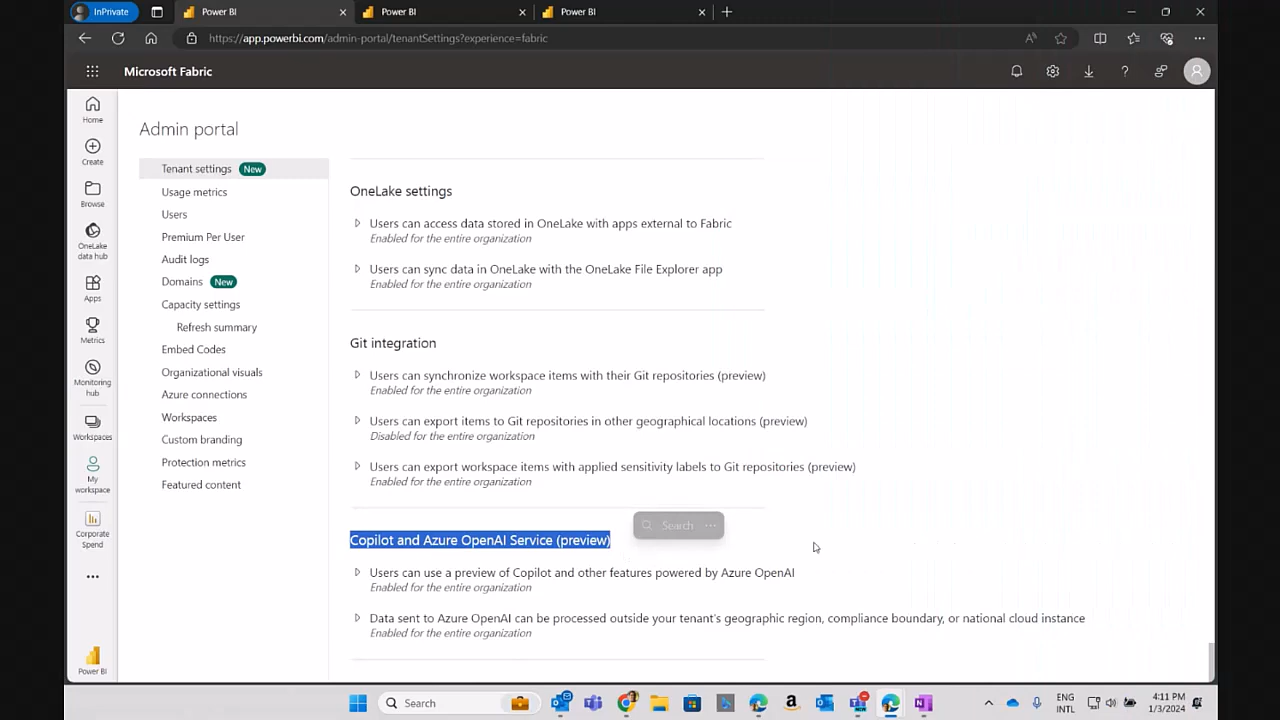 InPrivate
Power BI
Power BI
Power BI
https://app.powerbi.com/admin-portal/tenantSettings?experience=fabric
Microsoft Fabric
Home
Create
Browse
OneLake
data hub
Apps
Metrics
Monitoring
hub
Workspaces
My
workspace
Corporate
Spend
Power BI
Admin portal
Tenant settings New
Usage metrics
Users
Premium Per User
Audit logs
Domains New
Capacity settings
Refresh summary
Embed Codes
Organizational visuals
Azure connections
Workspaces
Custom branding
Protection metrics
Featured content
OneLake settings
Users can access data stored in OneLake with apps external to Fabric
Enabled for the entire organization
Users can sync data in OneLake with the OneLake File Explorer app
Enabled for the entire organization
Git integration
Users can synchronize workspace items with their Git repositories (preview)
Enabled for the entire organization
Users can export items to Git repositories in other geographical locations (preview)
Disabled for the entire organization
Users can export workspace items with applied sensitivity labels to Git repositories (preview)
Enabled for the entire organization
Search
Copilot and Azure OpenAI Service (preview)
Users can use a preview of Copilot and other features powered by Azure OpenAI
Enabled for the entire organization
Data sent to Azure OpenAI can be processed outside your tenant's geographic region, compliance boundary, or national cloud instance
Enabled for the entire organization
Search
ENG
INTL
4:11 PM
1/3/2024